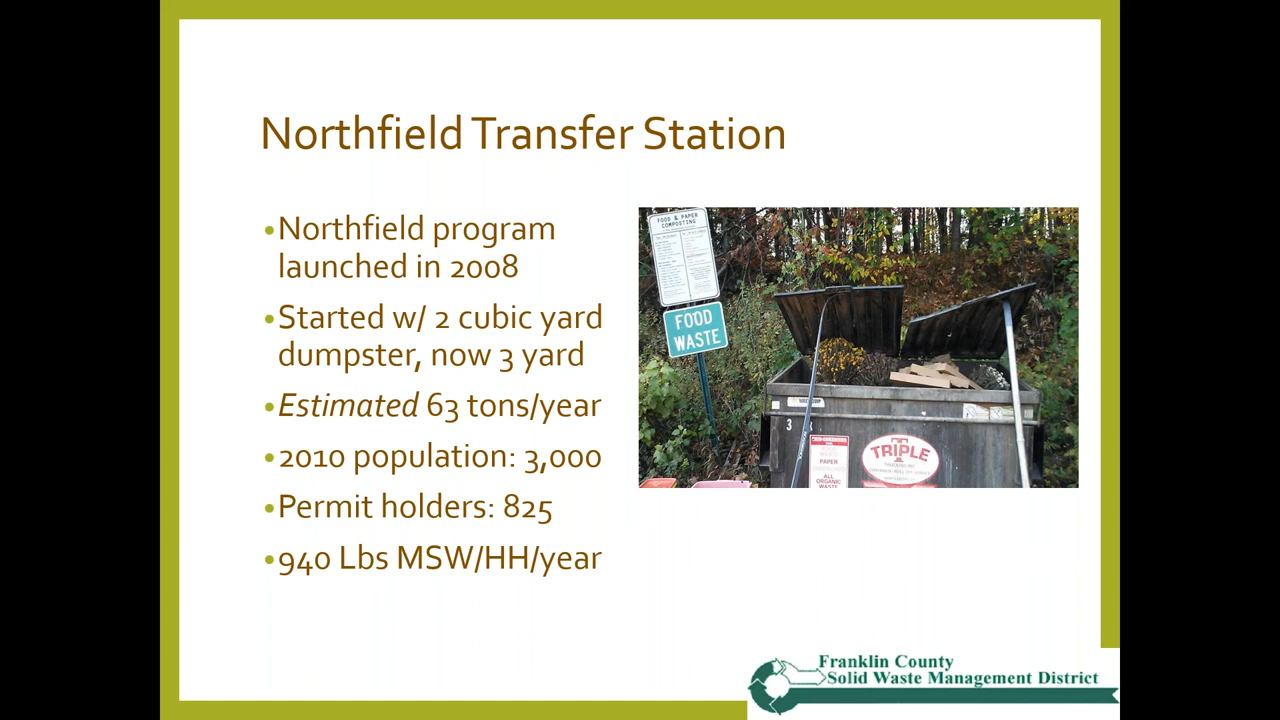 Northfield Transfer Station
•Northfield program
launched in 2008
•Started w/ 2 cubic yard
dumpster, now 3 yard
•Estimated 63 tons/year
•2010 population: 3,000
•Permit holders: 825
•940 Lbs MSW/HH/year
FOOD & PAPER
COMPOSTING
FOOD
WASTE
3
PAPER
ALL
ORGANIC
WASTE
TRIPLE
Franklin County
Solid Waste Management District